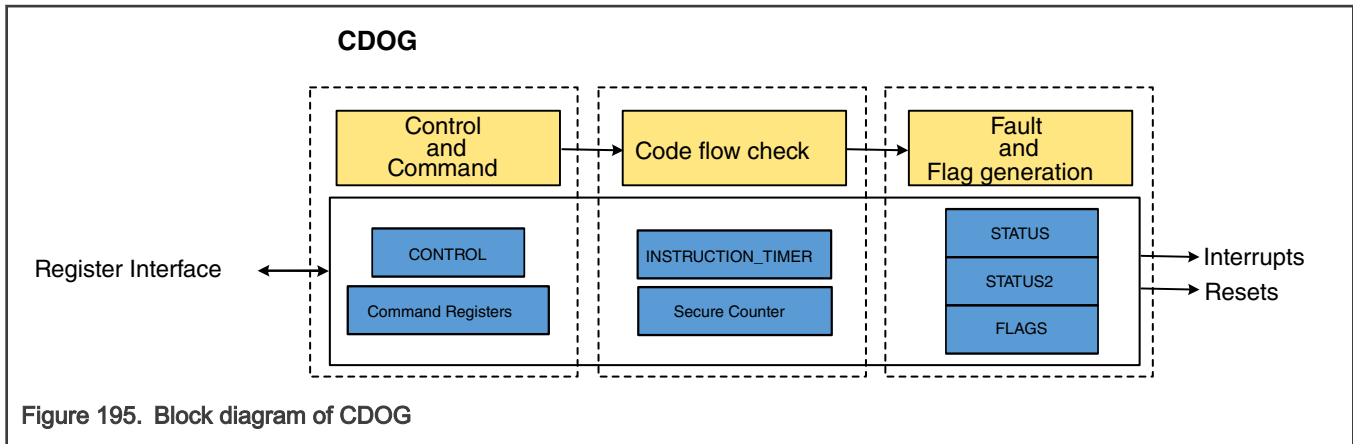 CDOG
Control
and
Command
Code flow check
Fault
and
Flag generation
Register Interface
CONTROL
Command Registers
INSTRUCTION_TIMER
Secure Counter
STATUS
STATUS2
FLAGS
Interrupts
Resets
Figure 195. Block diagram of CDOG